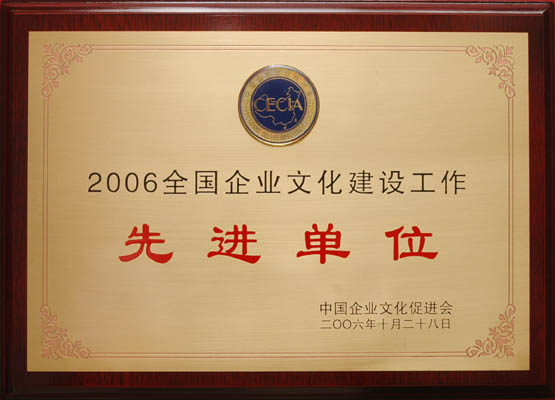 CECIA
2006全国企业文化建设工作
先进单位
中国企业文化促进会
二〇〇六年十月二十八日